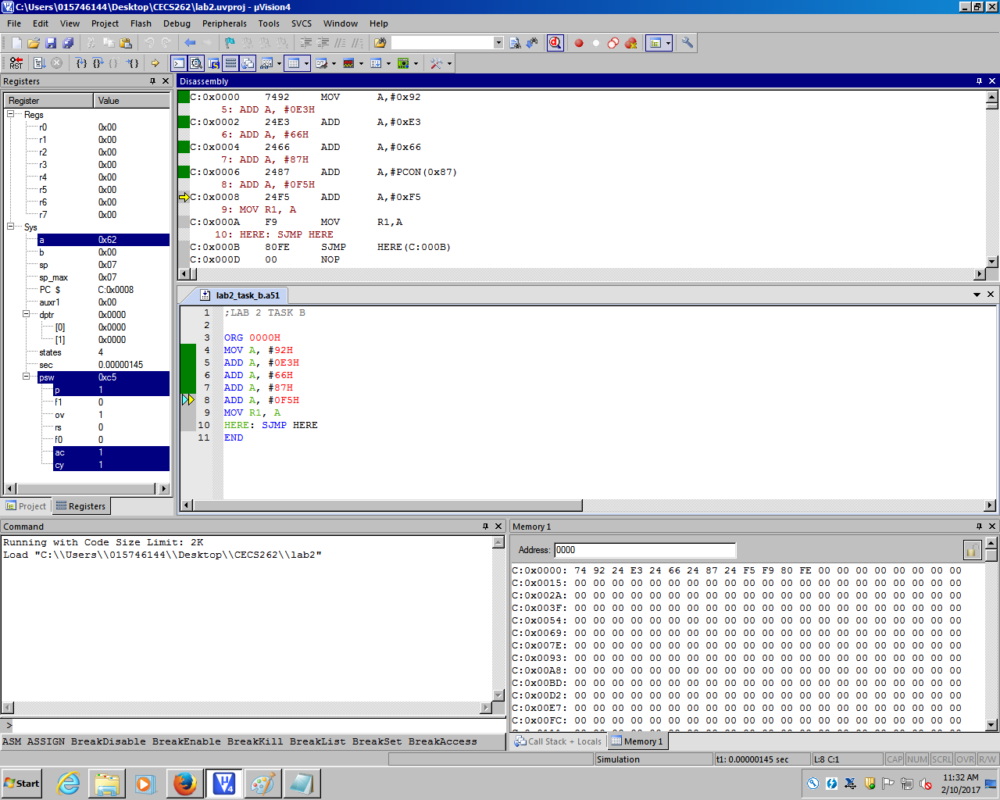 C:\Users\015746144\Desktop\CECS262\lab2.uvproj - µVision4
File Edit View Project Flash Debug Peripherals Tools SVCS Window Help
RST
Registers
Register Value
Regs
r0 0x00
r1 0x00
r2 0x00
r3 0x00
r4 0x00
r5 0x00
r6 0x00
r7 0x00
Sys
a 0x62
b 0x00
sp 0x07
sp_max 0x07
PC $ C:0x0008
auxr1 0x00
dptr 0x0000
[0] 0x0000
[1] 0x0000
states 4
sec 0.00000145
psw 0xc5
p 1
f1 0
ov 1
rs 0
f0 0
ac 1
cy 1
Project Registers
Disassembly
C:0x0000 7492 MOV A,#0x92
5: ADD A, #0E3H
C:0x0002 24E3 ADD A,#0xE3
6: ADD A, #66H
C:0x0004 2466 ADD A,#0x66
7: ADD A, #87H
C:0x0006 2487 ADD A,#PCON(0x87)
8: ADD A, #0F5H
C:0x0008 24F5 ADD A,#0xF5
9: MOV R1, A
C:0x000A F9 MOV R1,A
10: HERE: SJMP HERE
C:0x000B 80FE SJMP HERE(C:000B)
C:0x000D 00 NOP
lab2_task_b.a51
1 ;LAB 2 TASK B
2
3 ORG 0000H
4 MOV A, #92H
5 ADD A, #0E3H
6 ADD A, #66H
7 ADD A, #87H
8 ADD A, #0F5H
9 MOV R1, A
10 HERE: SJMP HERE
11 END
Command
Running with Code Size Limit: 2K
Load "C:\\Users\\015746144\\Desktop\\CECS262\\lab2"
>
ASM ASSIGN BreakDisable BreakEnable BreakKill BreakList BreakSet BreakAccess
Memory 1
Address: 0000
C:0x0000: 74 92 24 E3 24 66 24 87 24 F5 F9 80 FE 00 00 00 00 00 00 00 00
C:0x0015: 00 00 00 00 00 00 00 00 00 00 00 00 00 00 00 00 00 00 00 00 00
C:0x002A: 00 00 00 00 00 00 00 00 00 00 00 00 00 00 00 00 00 00 00 00 00
C:0x003F: 00 00 00 00 00 00 00 00 00 00 00 00 00 00 00 00 00 00 00 00 00
C:0x0054: 00 00 00 00 00 00 00 00 00 00 00 00 00 00 00 00 00 00 00 00 00
C:0x0069: 00 00 00 00 00 00 00 00 00 00 00 00 00 00 00 00 00 00 00 00 00
C:0x007E: 00 00 00 00 00 00 00 00 00 00 00 00 00 00 00 00 00 00 00 00 00
C:0x0093: 00 00 00 00 00 00 00 00 00 00 00 00 00 00 00 00 00 00 00 00 00
C:0x00A8: 00 00 00 00 00 00 00 00 00 00 00 00 00 00 00 00 00 00 00 00 00
C:0x00BD: 00 00 00 00 00 00 00 00 00 00 00 00 00 00 00 00 00 00 00 00 00
C:0x00D2: 00 00 00 00 00 00 00 00 00 00 00 00 00 00 00 00 00 00 00 00 00
C:0x00E7: 00 00 00 00 00 00 00 00 00 00 00 00 00 00 00 00 00 00 00 00 00
C:0x00FC: 00 00 00 00 00 00 00 00 00 00 00 00 00 00 00 00 00 00 00 00 00
Call Stack + Locals Memory 1
Simulation t1: 0.00000145 sec L:8 C:1 CAP NUM SCRL OVR R/W
Start
11:32 AM
2/10/2017